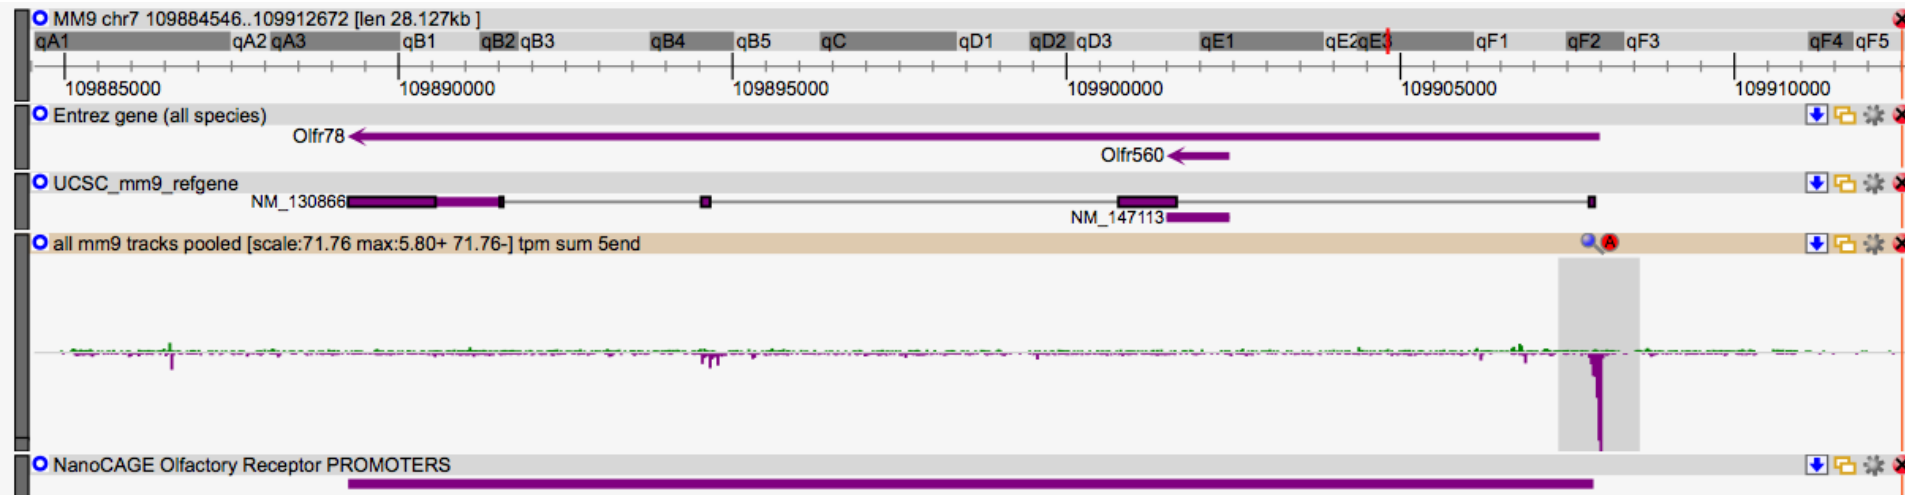 MM9 chr7 109884546..109912672 [len 28.127kb ]
qA1 qA2 qA3 qB1 qB2 qB3 qB4 qB5 qC qD1 qD2 qD3 qE1 qE2 qE3 qF1 qF2 qF3 qF4 qF5
109885000 109890000 109895000 109900000 109905000 109910000
Entrez gene (all species)
Olfr78
Olfr560
UCSC_mm9_refgene
NM_130866
NM_147113
all mm9 tracks pooled [scale:71.76 max:5.80+ 71.76-] tpm sum 5end A
NanoCAGE Olfactory Receptor PROMOTERS